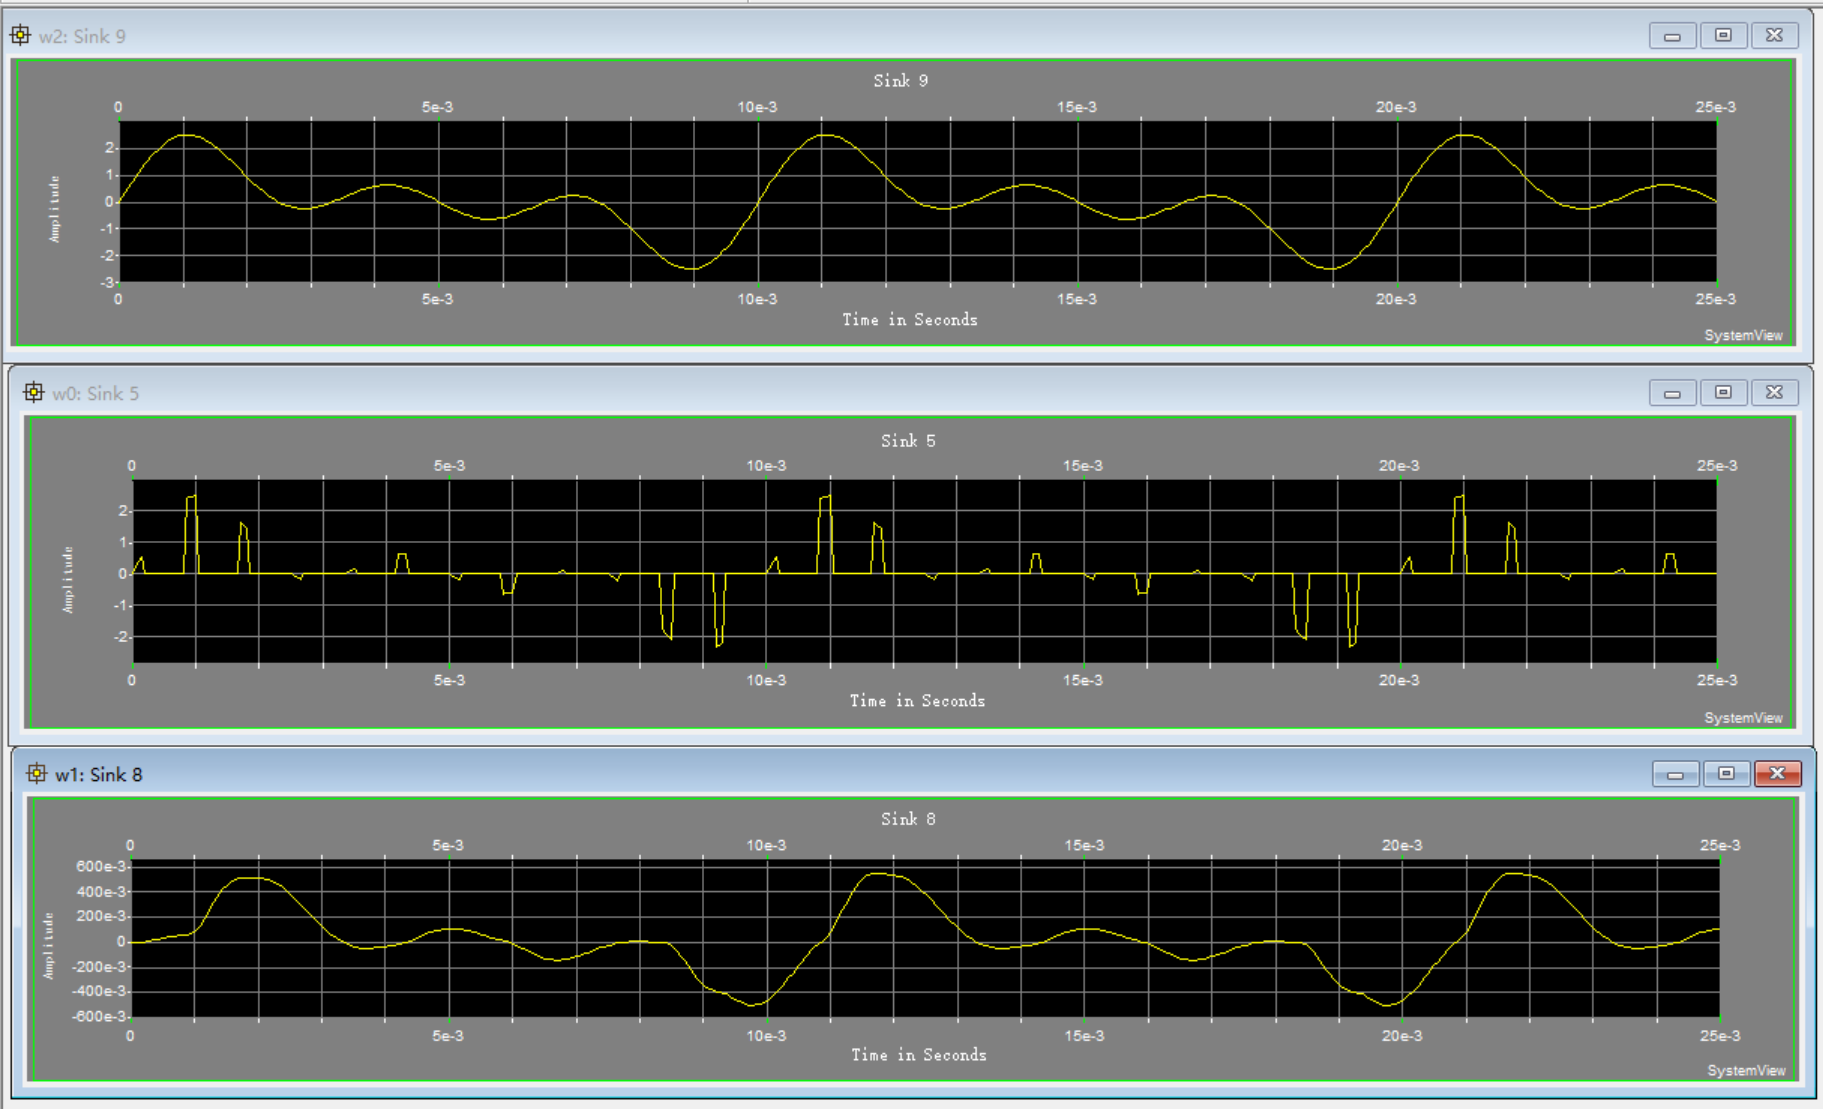 w2: Sink 9
Sink 9
0 5e-3 10e-3 15e-3 20e-3 25e-3
2
1
0
-1
-2
-3
Amplitude
0 5e-3 10e-3 15e-3 20e-3 25e-3
Time in Seconds
SystemView
w0: Sink 5
Sink 5
0 5e-3 10e-3 15e-3 20e-3 25e-3
2
1
0
-1
-2
Amplitude
0 5e-3 10e-3 15e-3 20e-3 25e-3
Time in Seconds
SystemView
w1: Sink 8
Sink 8
0 5e-3 10e-3 15e-3 20e-3 25e-3
600e-3
400e-3
200e-3
0
-200e-3
-400e-3
-600e-3
Amplitude
0 5e-3 10e-3 15e-3 20e-3 25e-3
Time in Seconds
SystemView